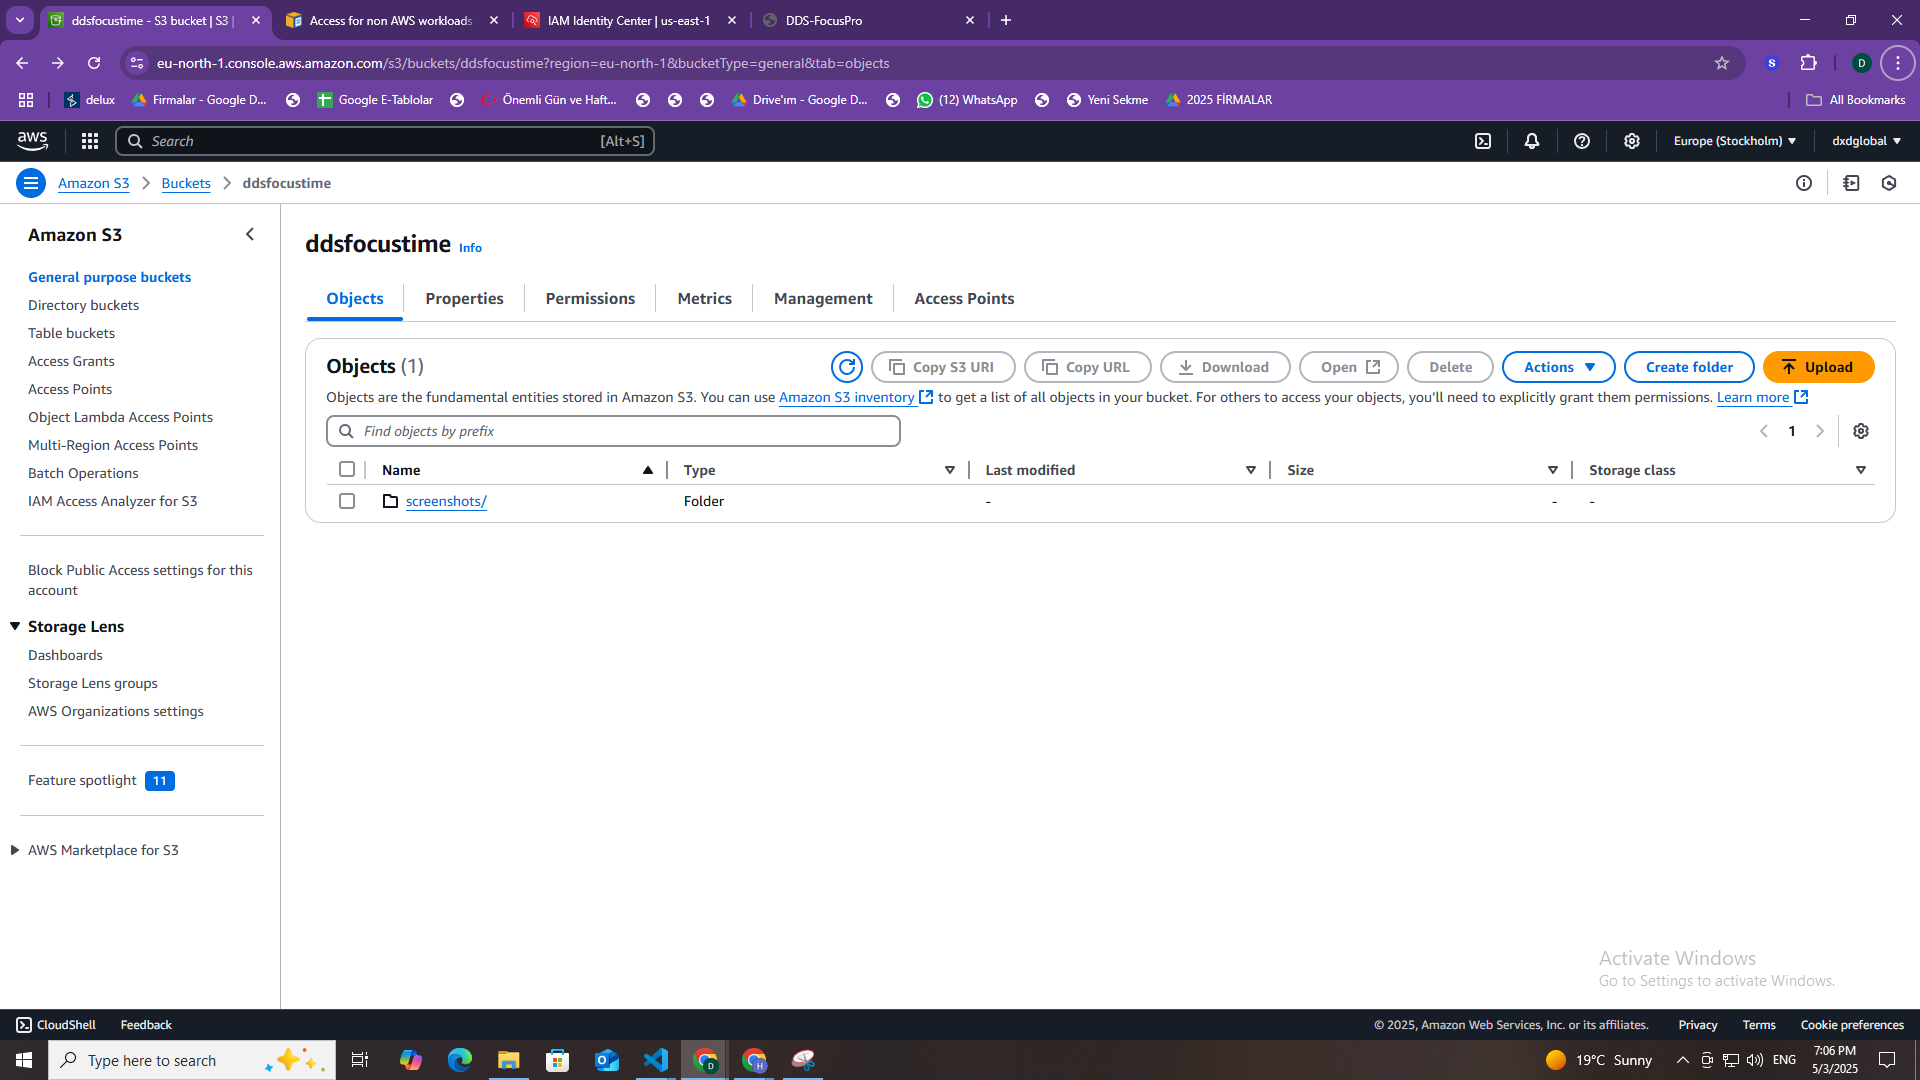 ddsfocustime - S3 bucket | S3 |
Access for non AWS workloads
IAM Identity Center | us-east-1
DDS-FocusPro
eu-north-1.console.aws.amazon.com/s3/buckets/ddsfocustime?region=eu-north-1&bucketType=general&tab=objects
S
D
delux
Firmalar - Google D...
Google E-Tablolar
Önemli Gün ve Haft...
Drive'ım - Google D...
(12) WhatsApp
Yeni Sekme
2025 FİRMALAR
All Bookmarks
aws
Search
[Alt+S]
Europe (Stockholm)
dxdglobal
Amazon S3
Buckets
ddsfocustime
Amazon S3
General purpose buckets
Directory buckets
Table buckets
Access Grants
Access Points
Object Lambda Access Points
Multi-Region Access Points
Batch Operations
IAM Access Analyzer for S3
Block Public Access settings for this
account
Storage Lens
Dashboards
Storage Lens groups
AWS Organizations settings
Feature spotlight 11
AWS Marketplace for S3
ddsfocustime Info
Objects
Properties
Permissions
Metrics
Management
Access Points
Objects (1)
Copy S3 URI
Copy URL
Download
Open
Delete
Actions
Create folder
Upload
Objects are the fundamental entities stored in Amazon S3. You can use Amazon S3 inventory to get a list of all objects in your bucket. For others to access your objects, you’ll need to explicitly grant them permissions. Learn more
Find objects by prefix
1
Name
Type
Last modified
Size
Storage class
screenshots/
Folder
-
-
-
Activate Windows
Go to Settings to activate Windows.
CloudShell
Feedback
© 2025, Amazon Web Services, Inc. or its affiliates.
Privacy
Terms
Cookie preferences
Type here to search
D
H
19°C Sunny
ENG
7:06 PM
5/3/2025